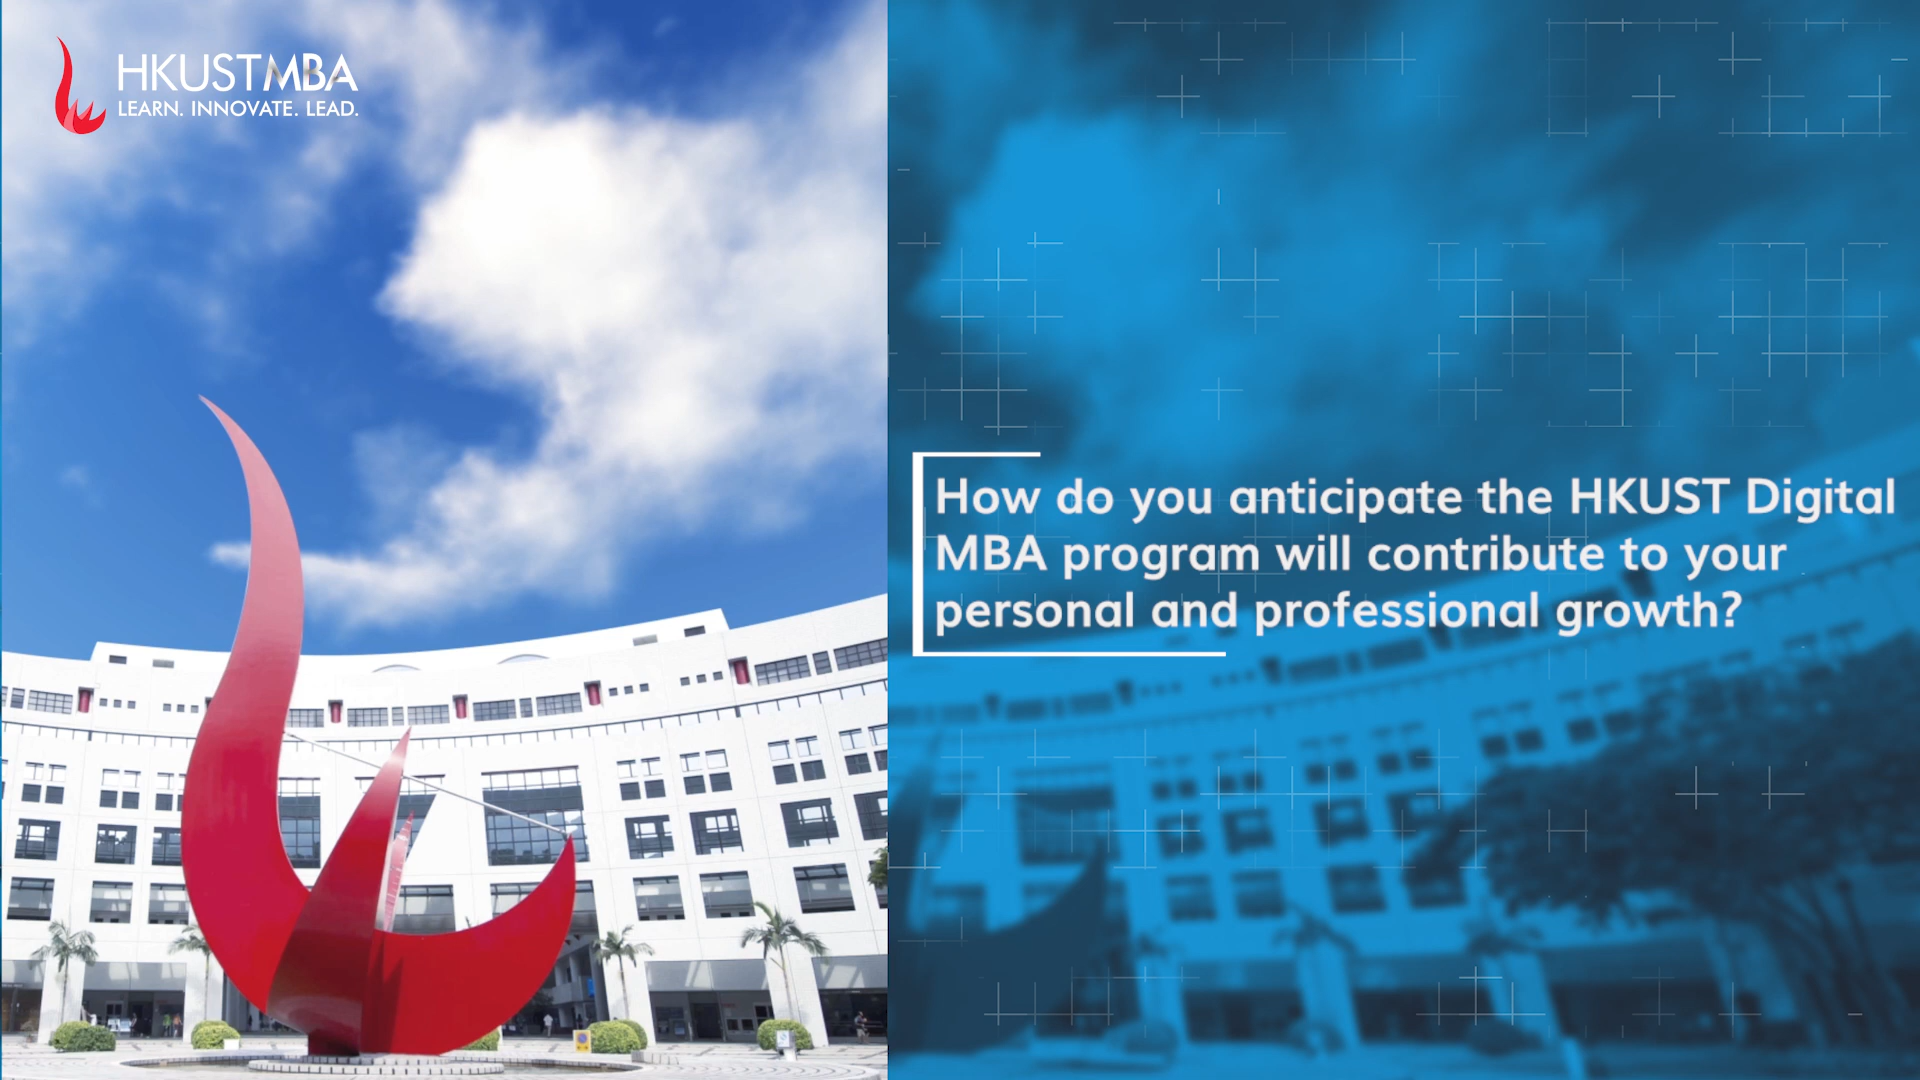 HKUSTMBA
LEARN. INNOVATE. LEAD.
How do you anticipate the HKUST Digital
MBA program will contribute to your
personal and professional growth?